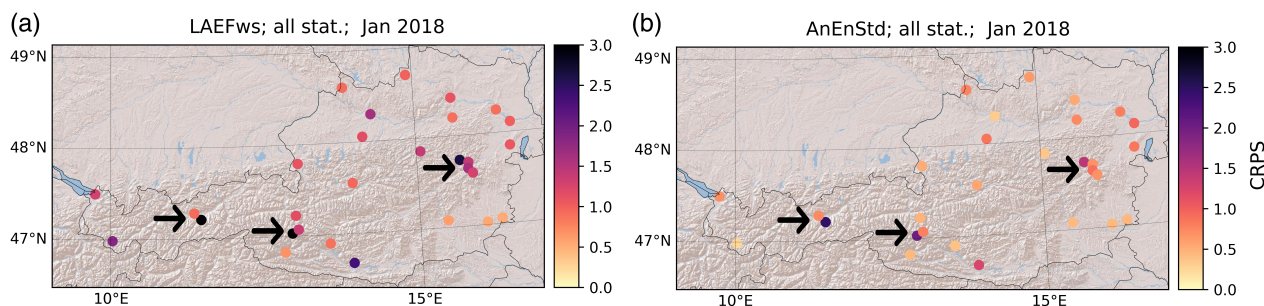 (a)
LAEFws; all stat.; Jan 2018
49°N
48°N
47°N
10°E
15°E
3.0
2.5
2.0
1.5
1.0
0.5
0.0
(b)
AnEnStd; all stat.; Jan 2018
49°N
48°N
47°N
10°E
15°E
3.0
2.5
2.0
1.5
1.0
0.5
0.0
CRPS